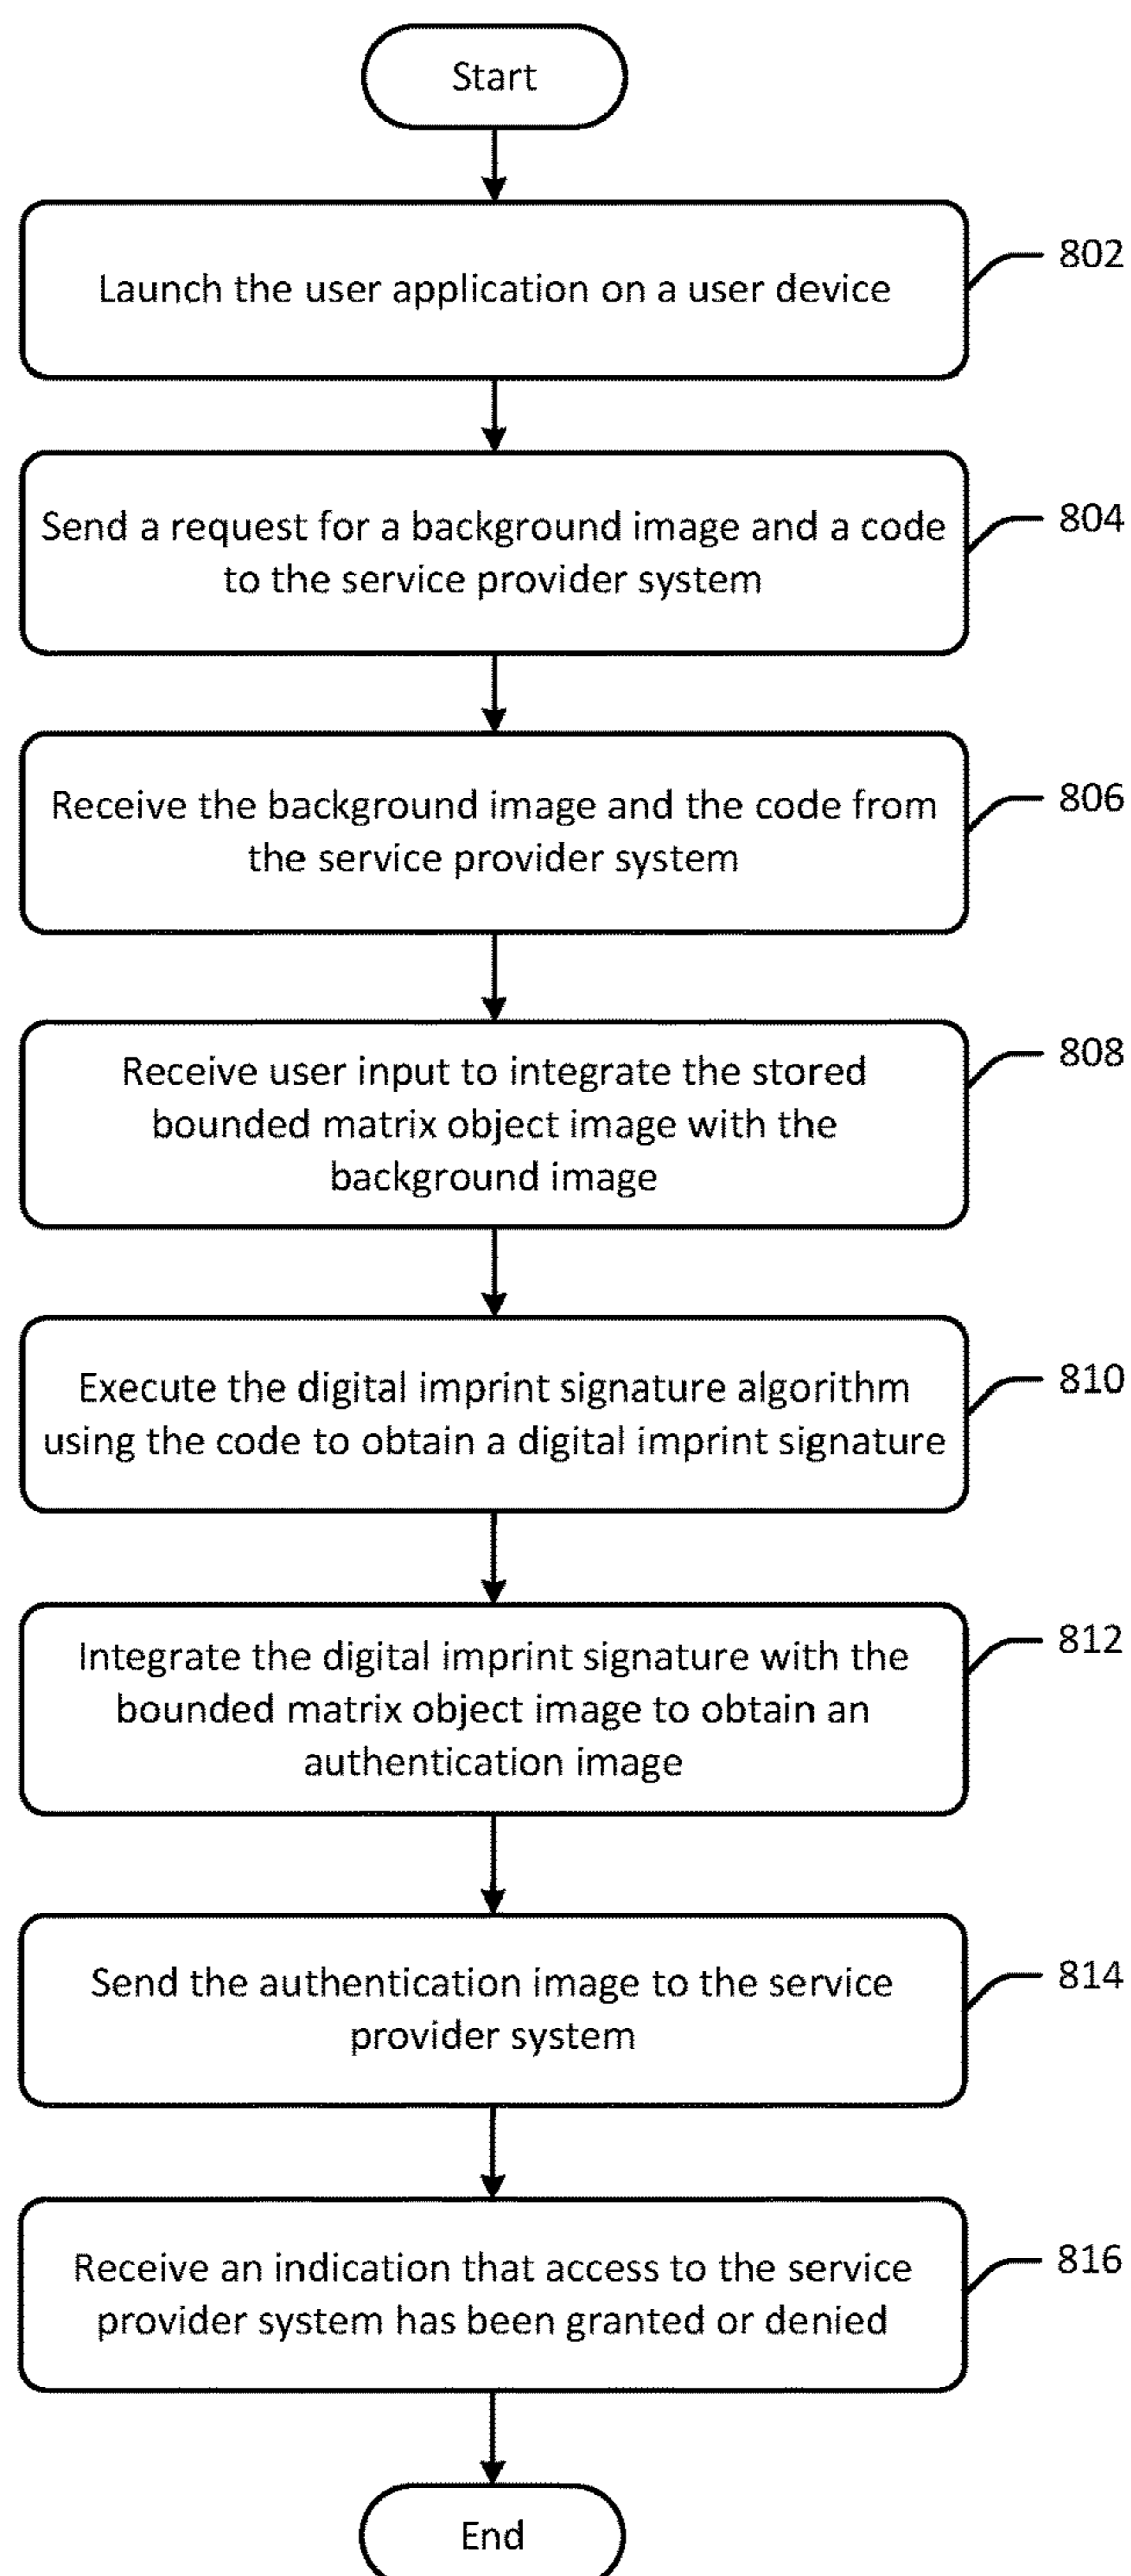 Start
Launch the user application on a user device
802
Send a request for a background image and a code
to the service provider system
804
Receive the background image and the code from
the service provider system
806
Receive user input to integrate the stored
bounded matrix object image with the
background image
808
Execute the digital imprint signature algorithm
using the code to obtain a digital imprint signature
810
Integrate the digital imprint signature with the
bounded matrix object image to obtain an
authentication image
812
Send the authentication image to the service
provider system
814
Receive an indication that access to the service
provider system has been granted or denied
816
End